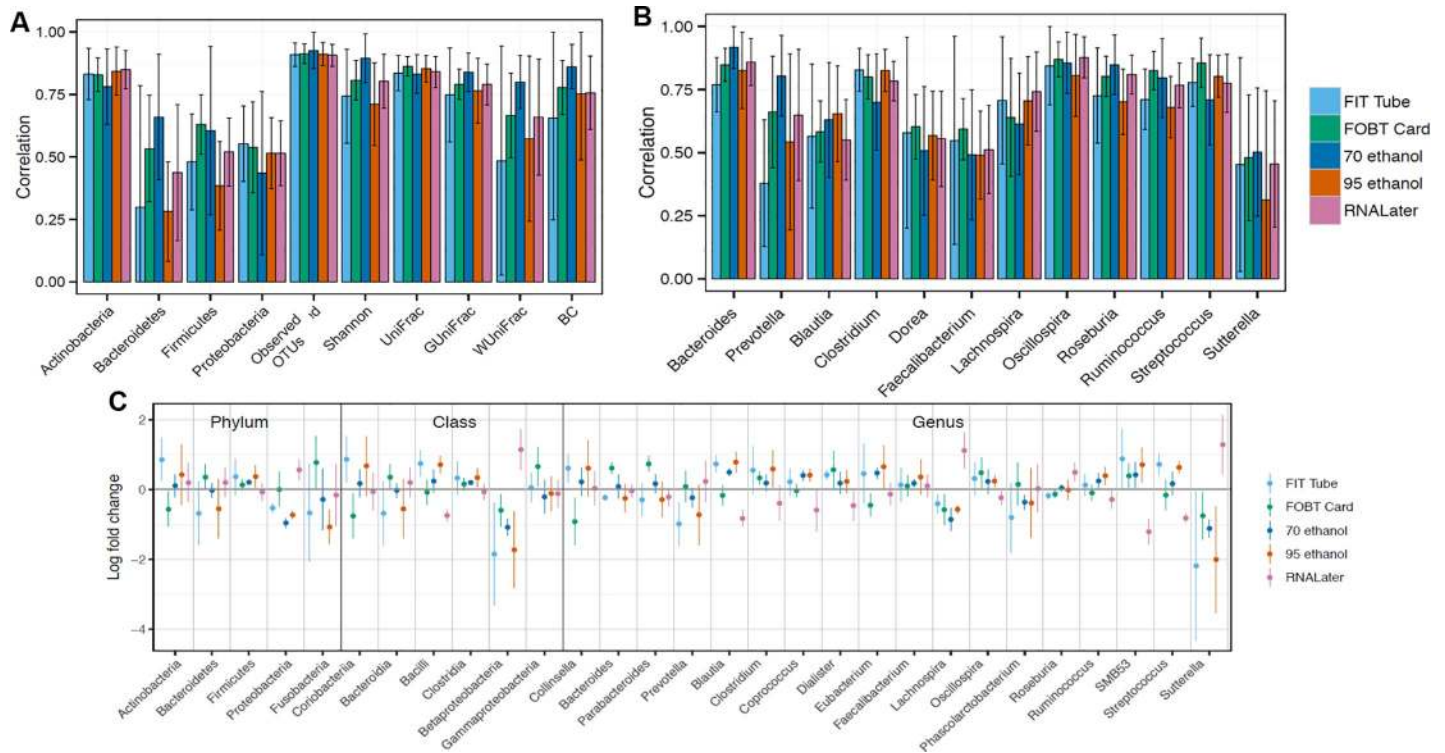 A
Correlation
1.00
0.75
0.50
0.25
0.00
Actinobacteria
Bacteroidetes
Firmicutes
Proteobacteria
Observed
OTUs
Shannon
UniFrac
GUniFrac
WUniFrac
BC
B
Correlation
1.00
0.75
0.50
0.25
0.00
Bacteroides
Prevotella
Blautia
Clostridium
Dorea
Faecalibacterium
Lachnospira
Oscillospira
Roseburia
Ruminococcus
Streptococcus
Sutterella
FIT Tube
FOBT Card
70 ethanol
95 ethanol
RNALater
C
Phylum
Class
Genus
Log fold change
2
0
−2
−4
Actinobacteria
Bacteroidetes
Firmicutes
Proteobacteria
Fusobacteria
Coriobacteriia
Bacteroidia
Bacilli
Clostridia
Betaproteobacteria
Gammaproteobacteria
Collinsella
Bacteroides
Parabacteroides
Prevotella
Blautia
Clostridium
Coprococcus
Dialister
Eubacterium
Faecalibacterium
Lachnospira
Oscillospira
Phascolarctobacterium
Roseburia
Ruminococcus
SMB53
Streptococcus
Sutterella
FIT Tube
FOBT Card
70 ethanol
95 ethanol
RNALater